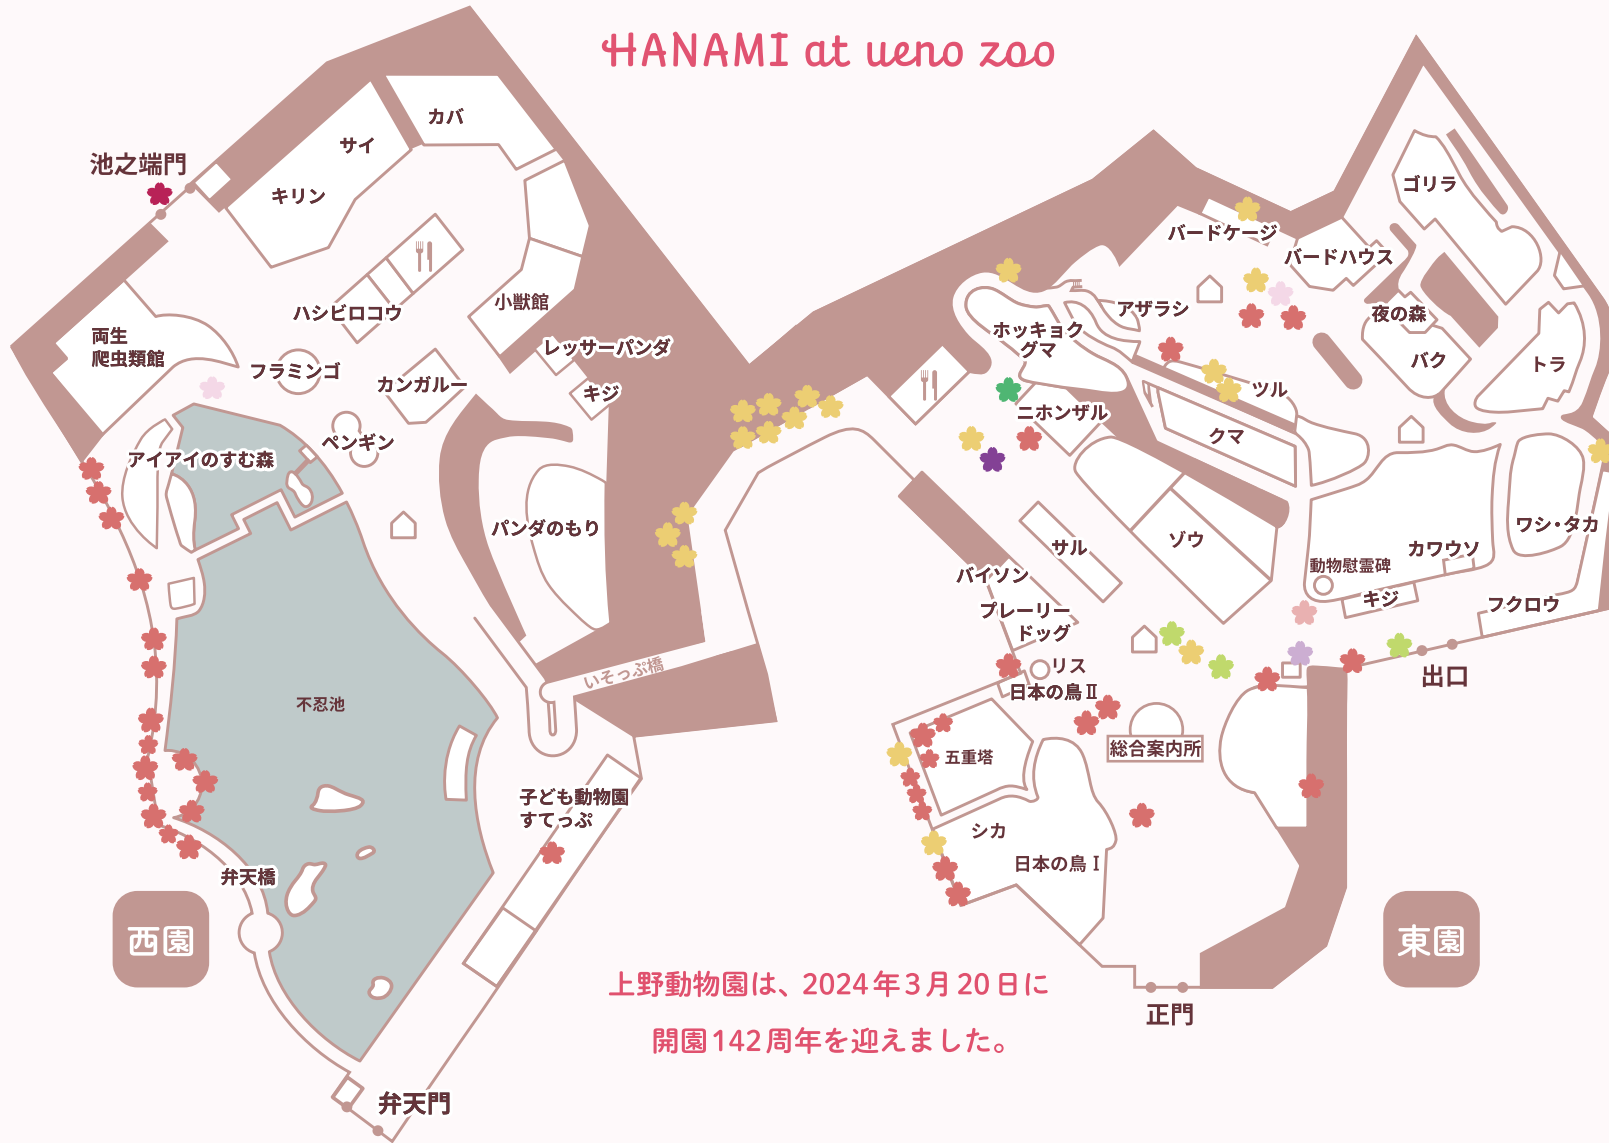 HANAMI at ueno zoo
池之端門
カバ
サイ
キリン
ハシビロコウ
小獣館
両生
爬虫類館
フラミンゴ
カンガルー
レッサーパンダ
キジ
ペンギン
アイアイのすむ森
パンダのもり
いそっぷ橋
不忍池
子ども動物園
すてっぷ
弁天橋
西園
弁天門
ゴリラ
バードケージ
バードハウス
アザラシ
ホッキョク
グマ
夜の森
バク
トラ
ツル
ニホンザル
クマ
ゾウ
サル
ワシ・タカ
カワウソ
動物慰霊碑
キジ
フクロウ
バイソン
プレーリー
ドッグ
リス
日本の鳥Ⅱ
出口
総合案内所
五重塔
シカ
日本の鳥Ⅰ
東園
正門
上野動物園は、2024年3月20日に
開園142周年を迎えました。